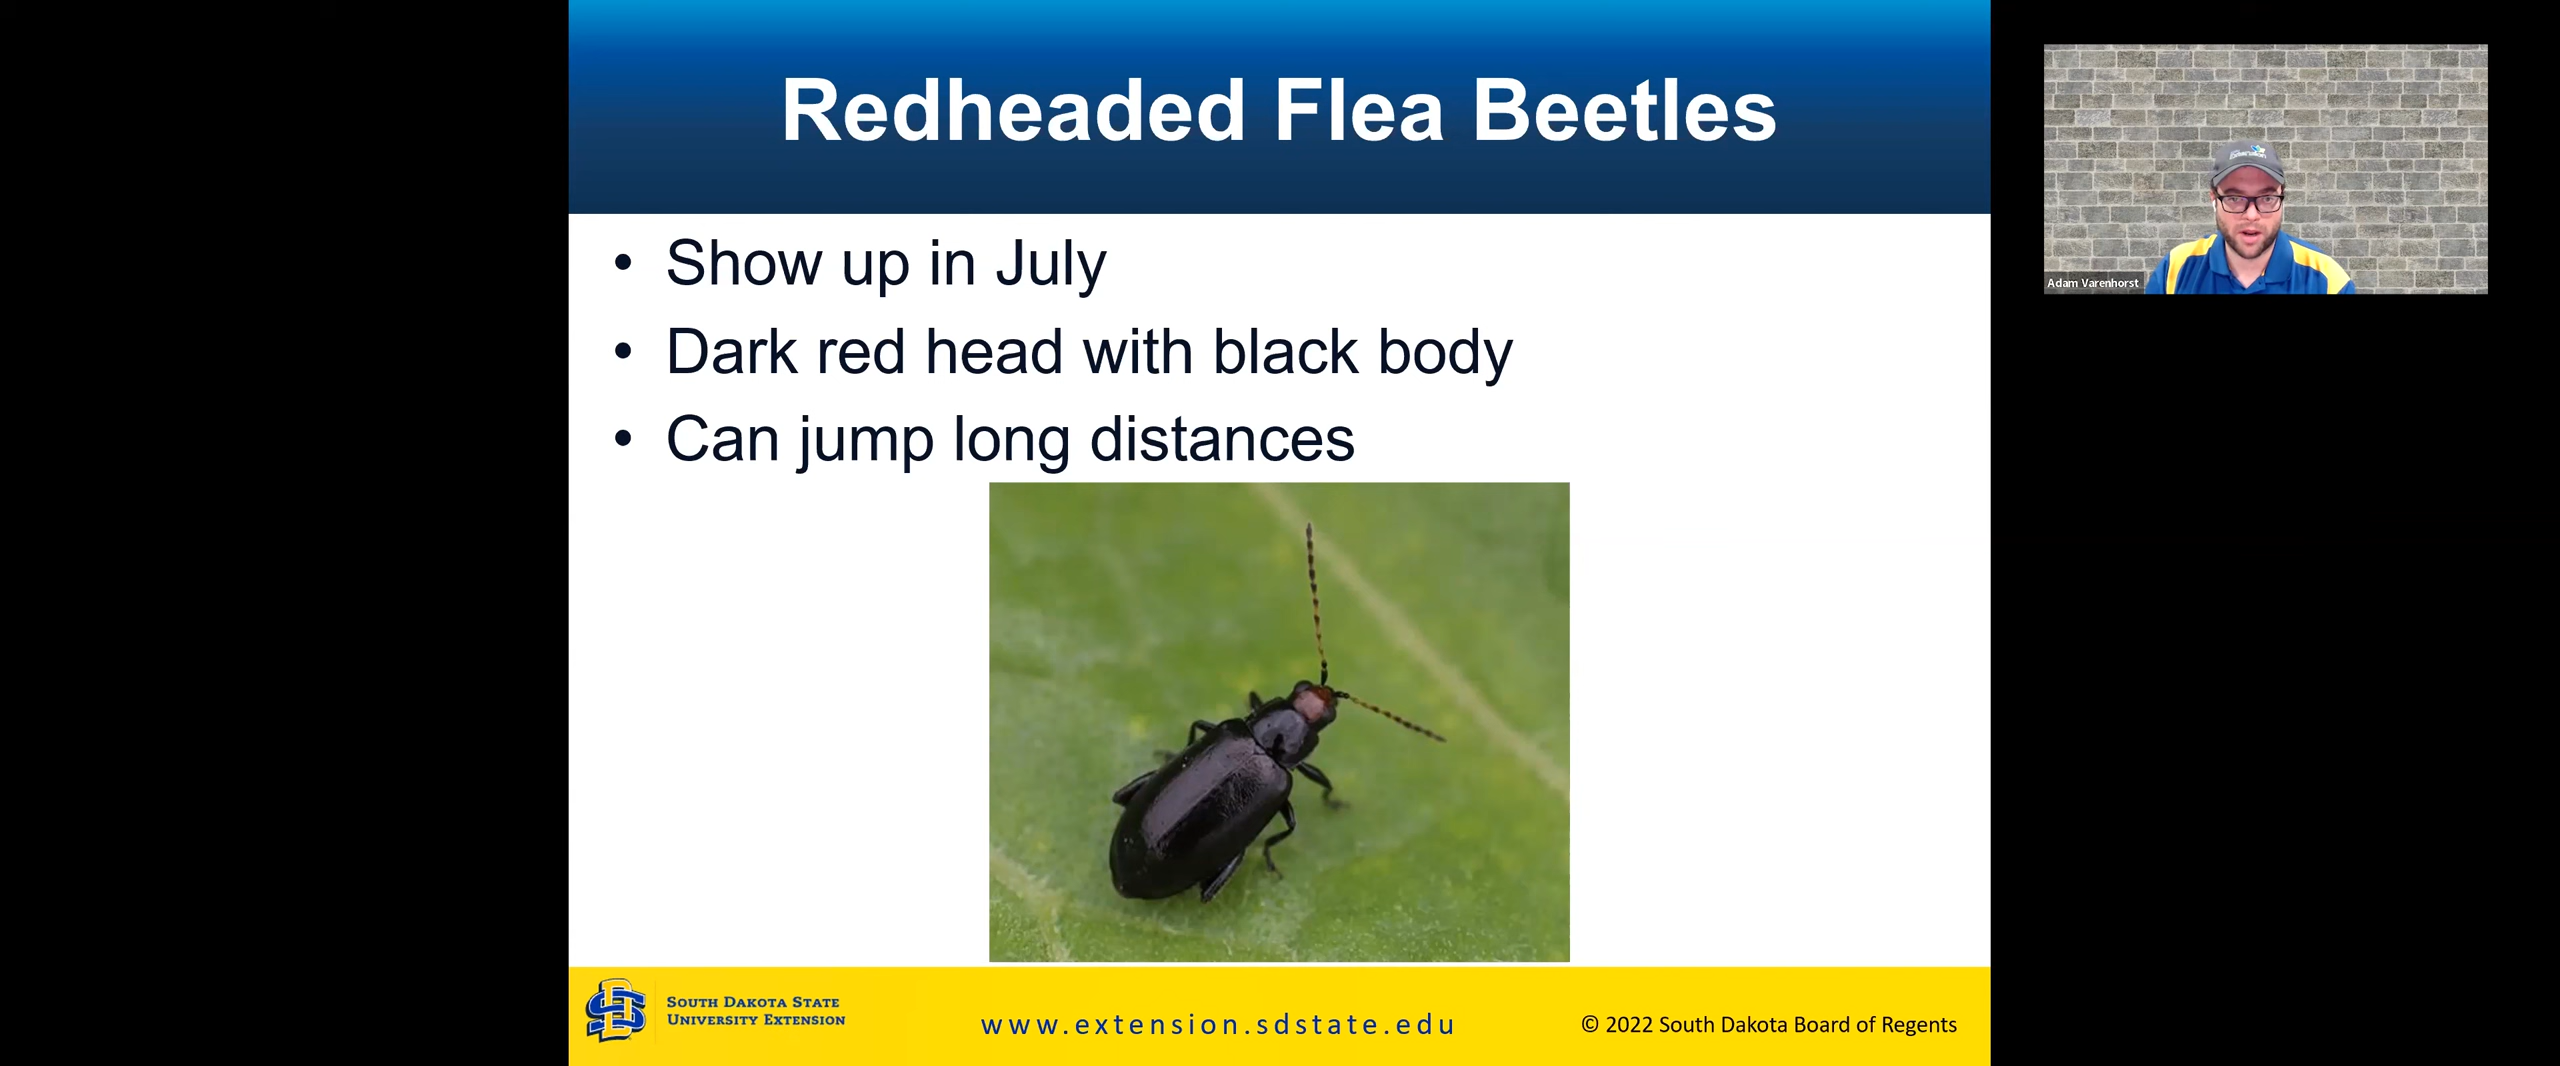 Redheaded Flea Beetles
• Show up in July
• Dark red head with black body
• Can jump long distances
Adam Varenhorst
SOUTH DAKOTA STATE
UNIVERSITY EXTENSION
www.extension.sdstate.edu
© 2022 South Dakota Board of Regents